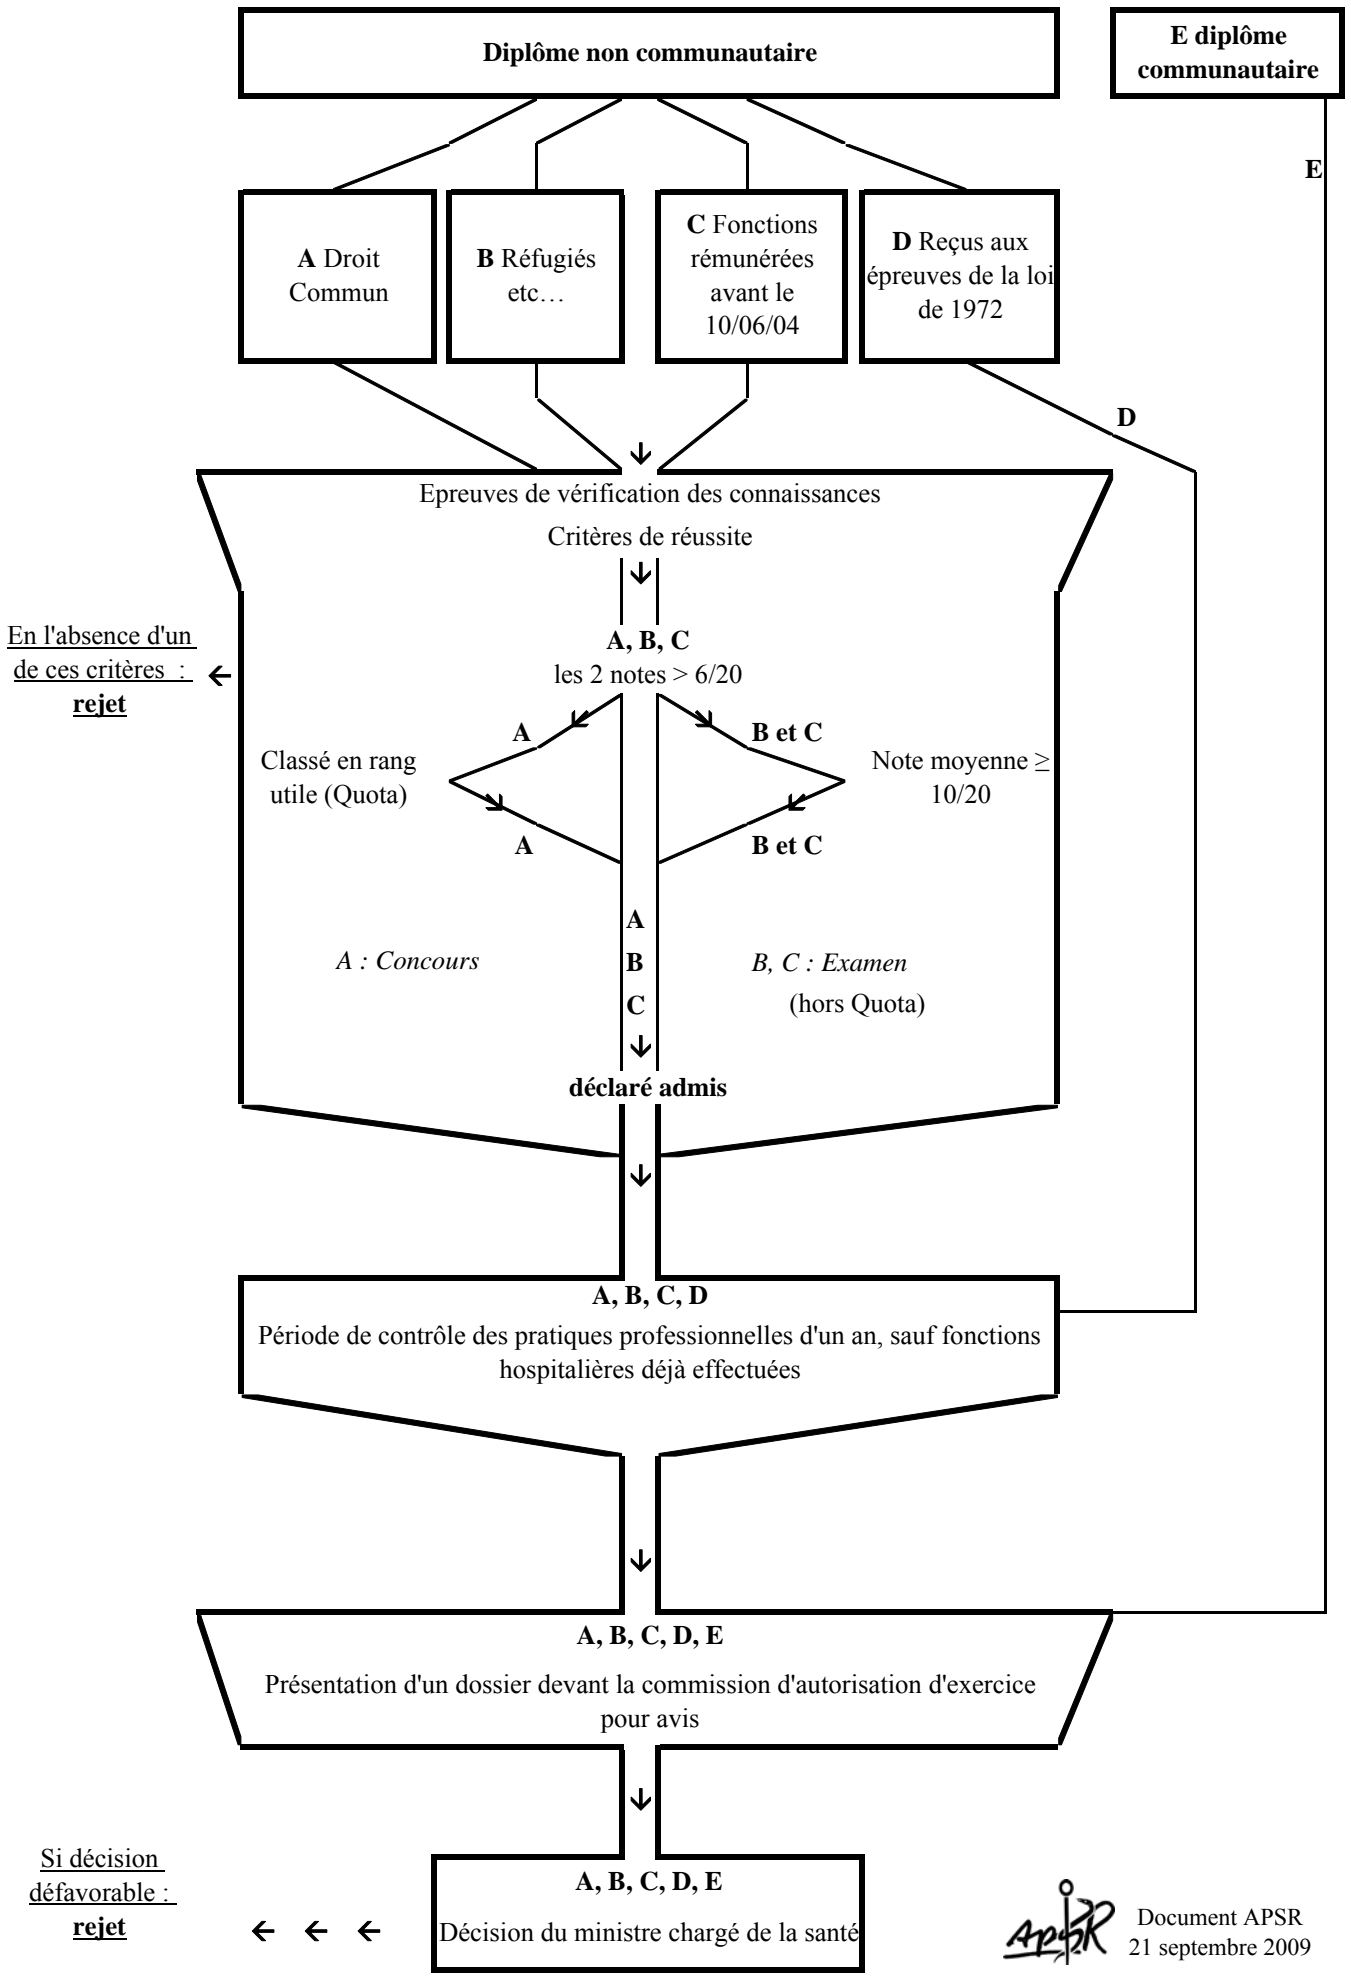 Diplôme non communautaire
E diplôme
communautaire
E
A Droit
Commun
B Réfugiés
etc…
C Fonctions
rémunérées
avant le
10/06/04
D Reçus aux
épreuves de la loi
de 1972
D
Epreuves de vérification des connaissances
Critères de réussite
En l'absence d'un
de ces critères :
rejet
A, B, C
les 2 notes > 6/20
A
B et C
Classé en rang
utile (Quota)
Note moyenne ≥
10/20
A
B et C
A
B
C
A : Concours
B, C : Examen
(hors Quota)
déclaré admis
A, B, C, D
Période de contrôle des pratiques professionnelles d'un an, sauf fonctions
hospitalières déjà effectuées
A, B, C, D, E
Présentation d'un dossier devant la commission d'autorisation d'exercice
pour avis
Si décision
défavorable :
rejet
A, B, C, D, E
Décision du ministre chargé de la santé
APSR
Document APSR
21 septembre 2009